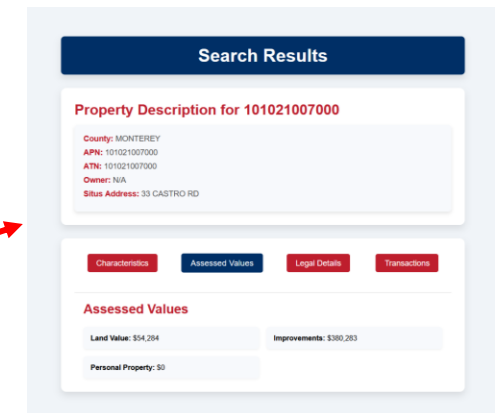 Search Results
Property Description for 101021007000
County: MONTEREY
APN: 101021007000
ATN: 101021007000
Owner: N/A
Situs Address: 33 CASTRO RD
Characteristics Assessed Values Legal Details Transactions
Assessed Values
Land Value: $54,284 Improvements: $380,283
Personal Property: $0